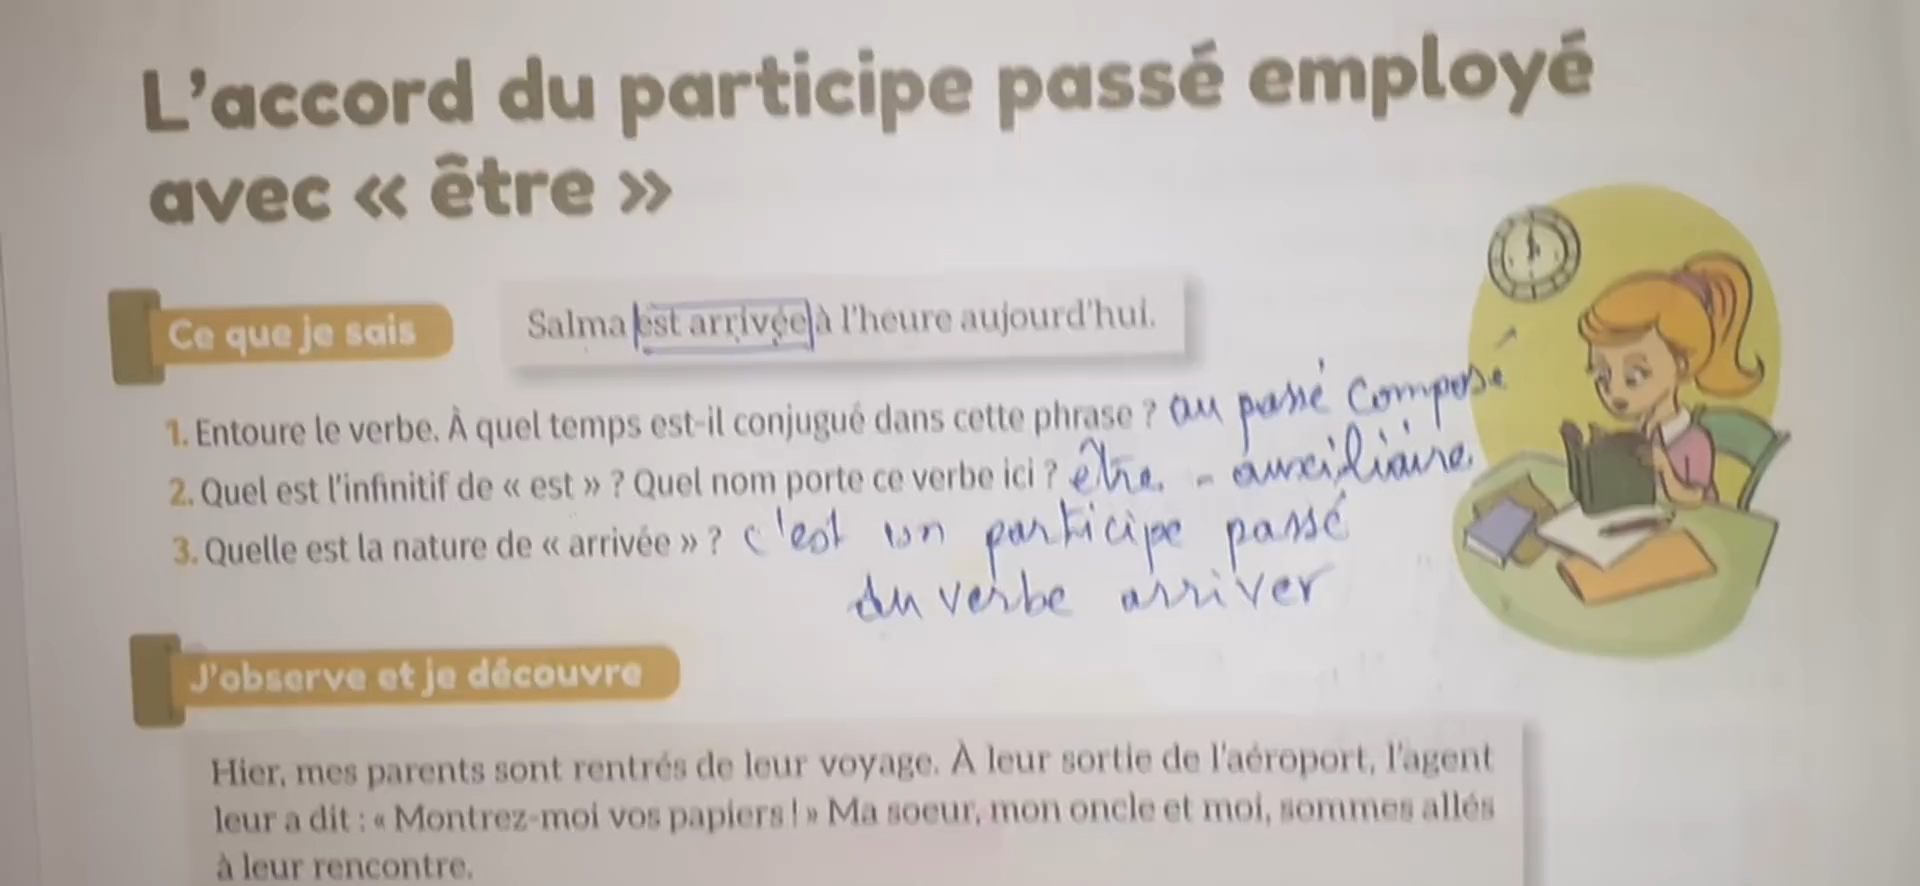 L'accord du participe passé employé
avec « être »
Ce que je sais
Salma est arrivée à l'heure aujourd'hui.
1. Entoure le verbe. À quel temps est-il conjugué dans cette phrase ? au passé composé
2. Quel est l'infinitif de « est » ? Quel nom porte ce verbe ici ? être. - auxiliaire.
3. Quelle est la nature de « arrivée » ? c'est un participe passé
du verbe arriver
J'observe et je découvre
Hier, mes parents sont rentrés de leur voyage. À leur sortie de l'aéroport, l'agent
leur a dit : « Montrez-moi vos papiers ! » Ma soeur, mon oncle et moi, sommes allés
à leur rencontre.